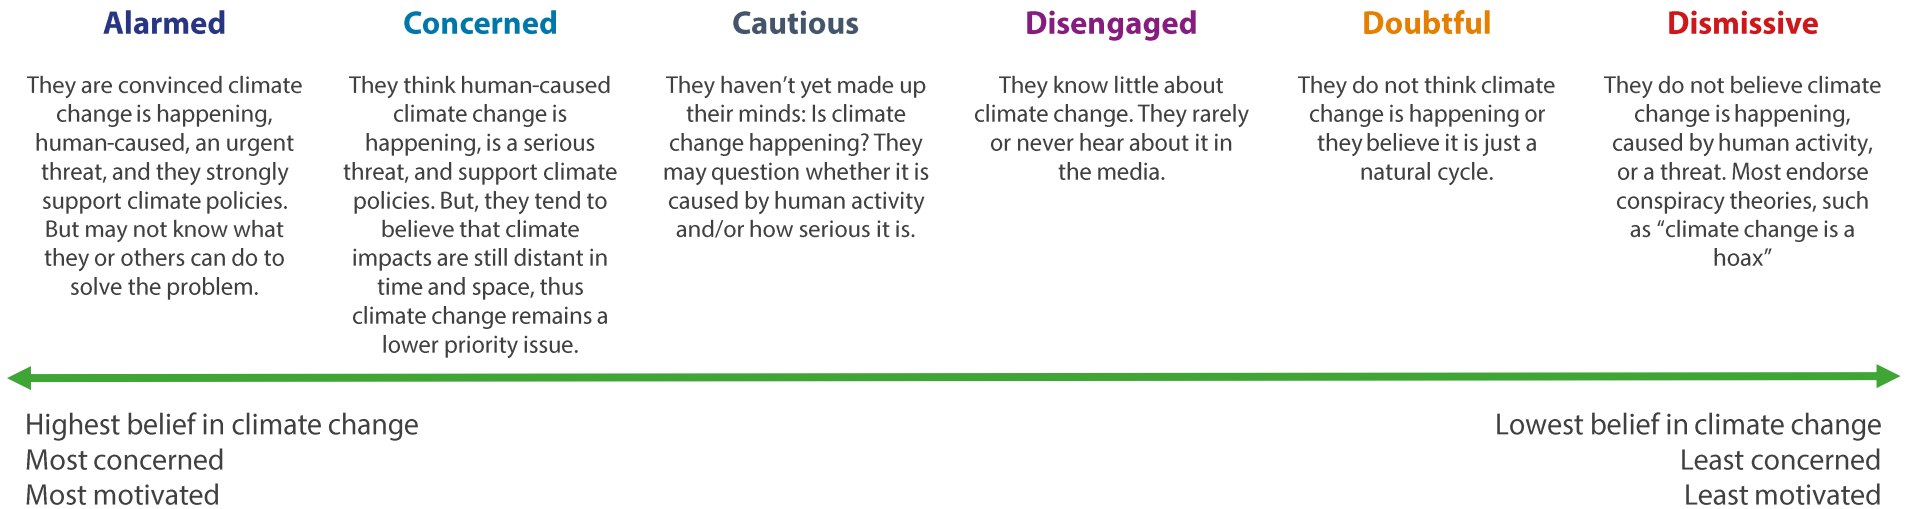 Alarmed
They are convinced climate
change is happening,
human-caused, an urgent
threat, and they strongly
support climate policies.
But may not know what
they or others can do to
solve the problem.
Concerned
They think human-caused
climate change is
happening, is a serious
threat, and support climate
policies. But, they tend to
believe that climate
impacts are still distant in
time and space, thus
climate change remains a
lower priority issue.
Cautious
They haven’t yet made up
their minds: Is climate
change happening? They
may question whether it is
caused by human activity
and/or how serious it is.
Disengaged
They know little about
climate change. They rarely
or never hear about it in
the media.
Doubtful
They do not think climate
change is happening or
they believe it is just a
natural cycle.
Dismissive
They do not believe climate
change is happening,
caused by human activity,
or a threat. Most endorse
conspiracy theories, such
as “climate change is a
hoax”
Highest belief in climate change
Most concerned
Most motivated
Lowest belief in climate change
Least concerned
Least motivated